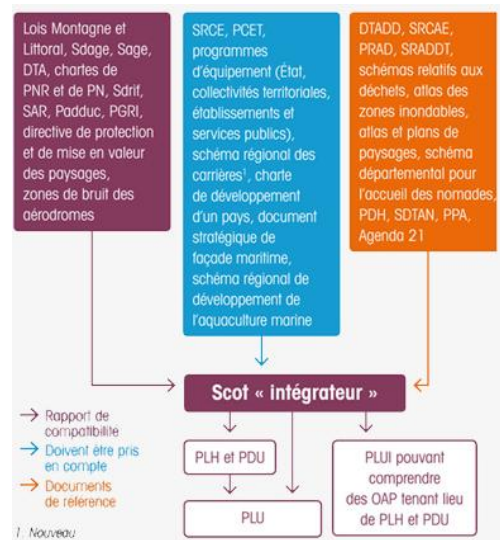 Lois Montagne et
Littoral, Sdage, Sage,
DTA, chartes de
PNR et de PN, Sdrif,
SAR, Padduc, PGRI,
directive de protection
et de mise en valeur
des paysages,
zones de bruit des
aérodromes
SRCE, PCET,
programmes
d'équipement (État,
collectivités territoriales,
établissements et
services publics),
schéma régional des
carrières¹, charte
de développement
d'un pays, document
stratégique de
façade maritime,
schéma régional de
développement de
l'aquaculture marine
DTADD, SRCAE,
PRAD, SRADDT,
schémas relatifs aux
déchets, atlas des
zones inondables,
atlas et plans de
paysages, schéma
départemental pour
l'accueil des nomades,
PDH, SDTAN, PPA,
Agenda 21
Scot « intégrateur »
Rapport de
compatibilité
Doivent être pris
en compte
Documents
de référence
PLH et PDU
PLU
PLUI pouvant
comprendre
des OAP tenant lieu
de PLH et PDU
1. Nouveau